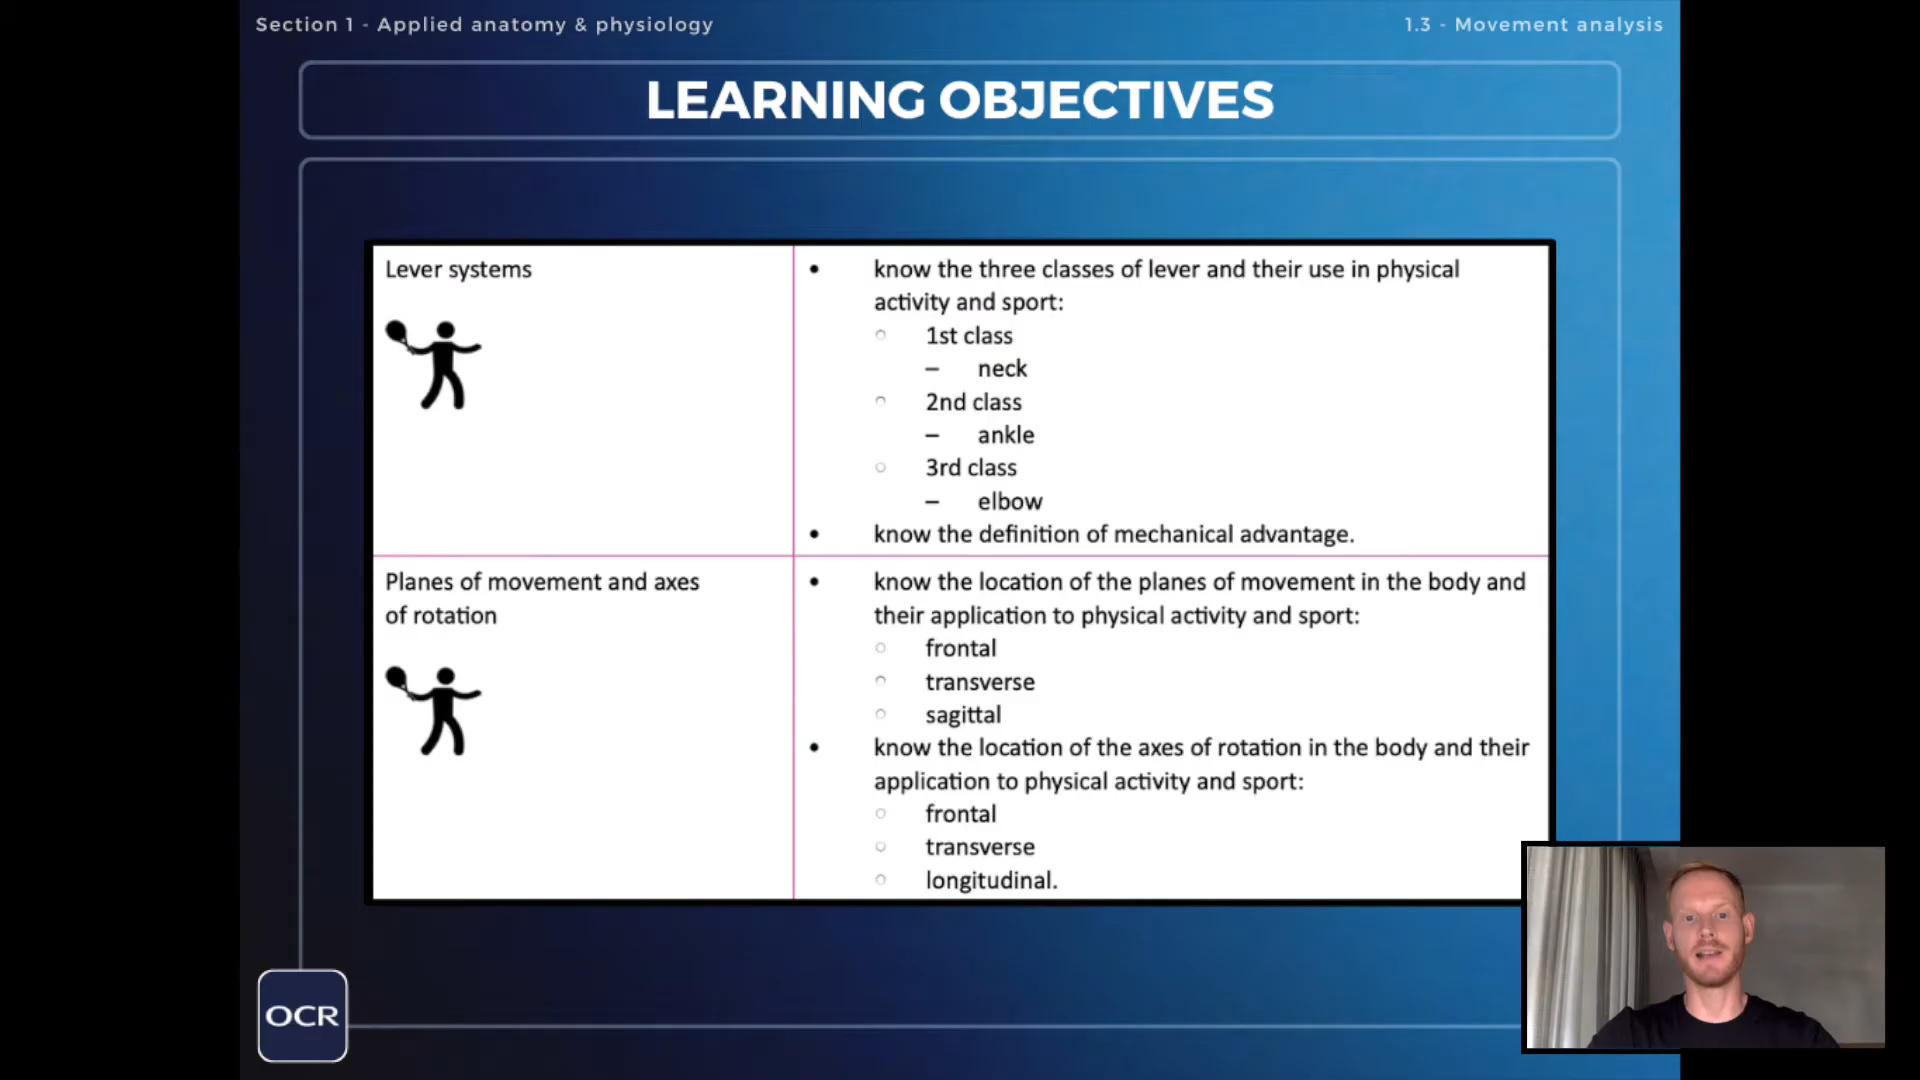 Section 1 - Applied anatomy & physiology
1.3 - Movement analysis
LEARNING OBJECTIVES
Lever systems
• know the three classes of lever and their use in physical
activity and sport:
○ 1st class
– neck
○ 2nd class
– ankle
○ 3rd class
– elbow
• know the definition of mechanical advantage.
Planes of movement and axes
of rotation
• know the location of the planes of movement in the body and
their application to physical activity and sport:
○ frontal
○ transverse
○ sagittal
• know the location of the axes of rotation in the body and their
application to physical activity and sport:
○ frontal
○ transverse
○ longitudinal.
OCR